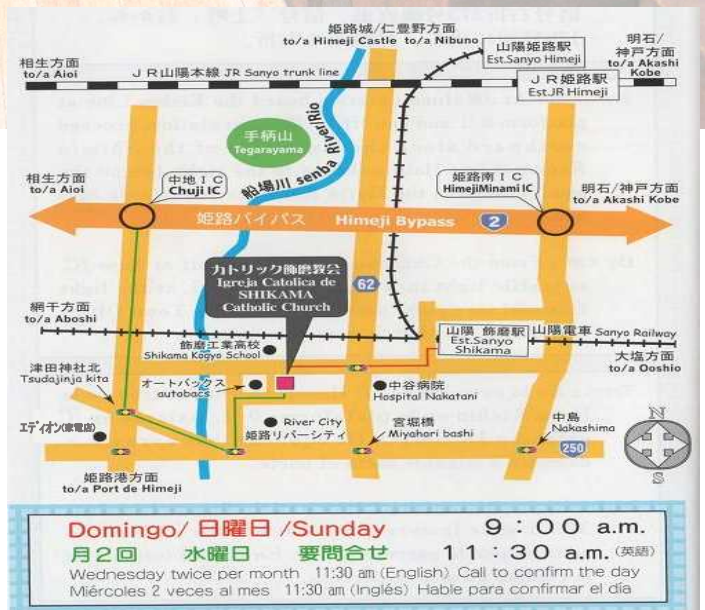 姫路城/仁豊野方面
to/a Himeji Castle to/a Nibuno
山陽姫路駅
Est.Sanyo Himeji
明石/
神戸方面
to/a Akashi
Kobe
相生方面
to/a Aioi
JR山陽本線 JR Sanyo trunk line
JR姫路駅
Est.JR Himeji
手柄山
Tegarayama
船場川 senba River/Rio
中地IC
Chuji IC
姫路南IC
HimejiMinami IC
相生方面
to/a Aioi
明石/神戸方面
to/a Akashi Kobe
姫路バイパス Himeji Bypass 2
カトリック飾磨教会
Igreja Catolica de
SHIKAMA
Catholic Church
62
網干方面
to/a Aboshi
飾磨工業高校
Shikama Kogyo School
山陽 飾磨駅
Est.Sanyo
Shikama
山陽電車 Sanyo Railway
大塩方面
to/a Ooshio
津田神社北
Tsudajinja kita
オートバックス
autobacs
中谷病院
Hospital Nakatani
エディオン(家電店)
River City
姫路リバーシティ
宮堀橋
Miyahori bashi
中島
Nakashima
250
N
S
姫路港方面
to/a Port de Himeji
Domingo/ 日曜日 /Sunday 9：00 a.m.
月2回 水曜日 要問合せ 11：30 a.m.(英語)
Wednesday twice per month 11:30 am (English) Call to confirm the day
Miércoles 2 veces al mes 11:30 am (Inglés) Hable para confirmar el día